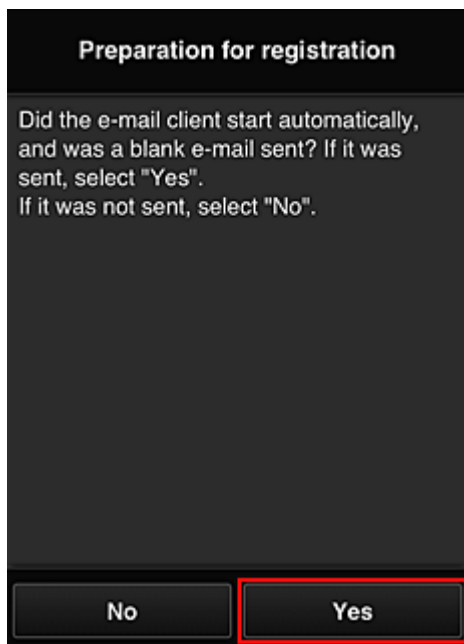 Preparation for registration
Did the e-mail client start automatically,
and was a blank e-mail sent? If it was
sent, select "Yes".
If it was not sent, select "No".
No
Yes